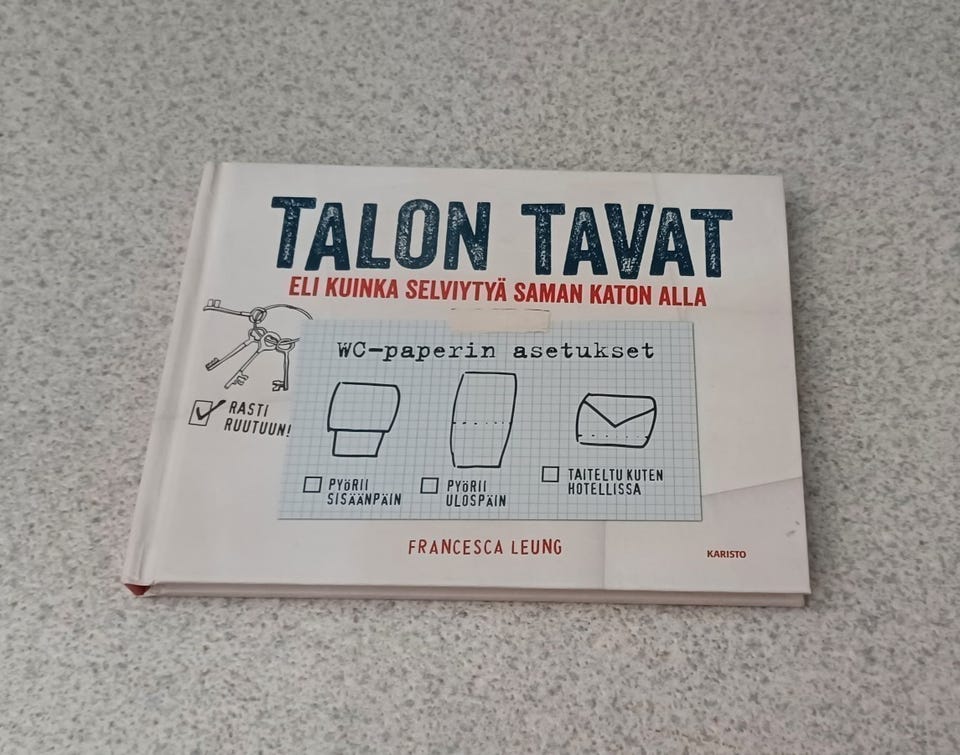 TALON TAVAT
ELI KUINKA SELVIYTYÄ SAMAN KATON ALLA
WC-paperin asetukset
RASTI
RUUTUUN!
PYÖRII
SISÄÄNPÄIN
PYÖRII
ULOSPÄIN
TAITELTU KUTEN
HOTELLISSA
FRANCESCA LEUNG
KARISTO